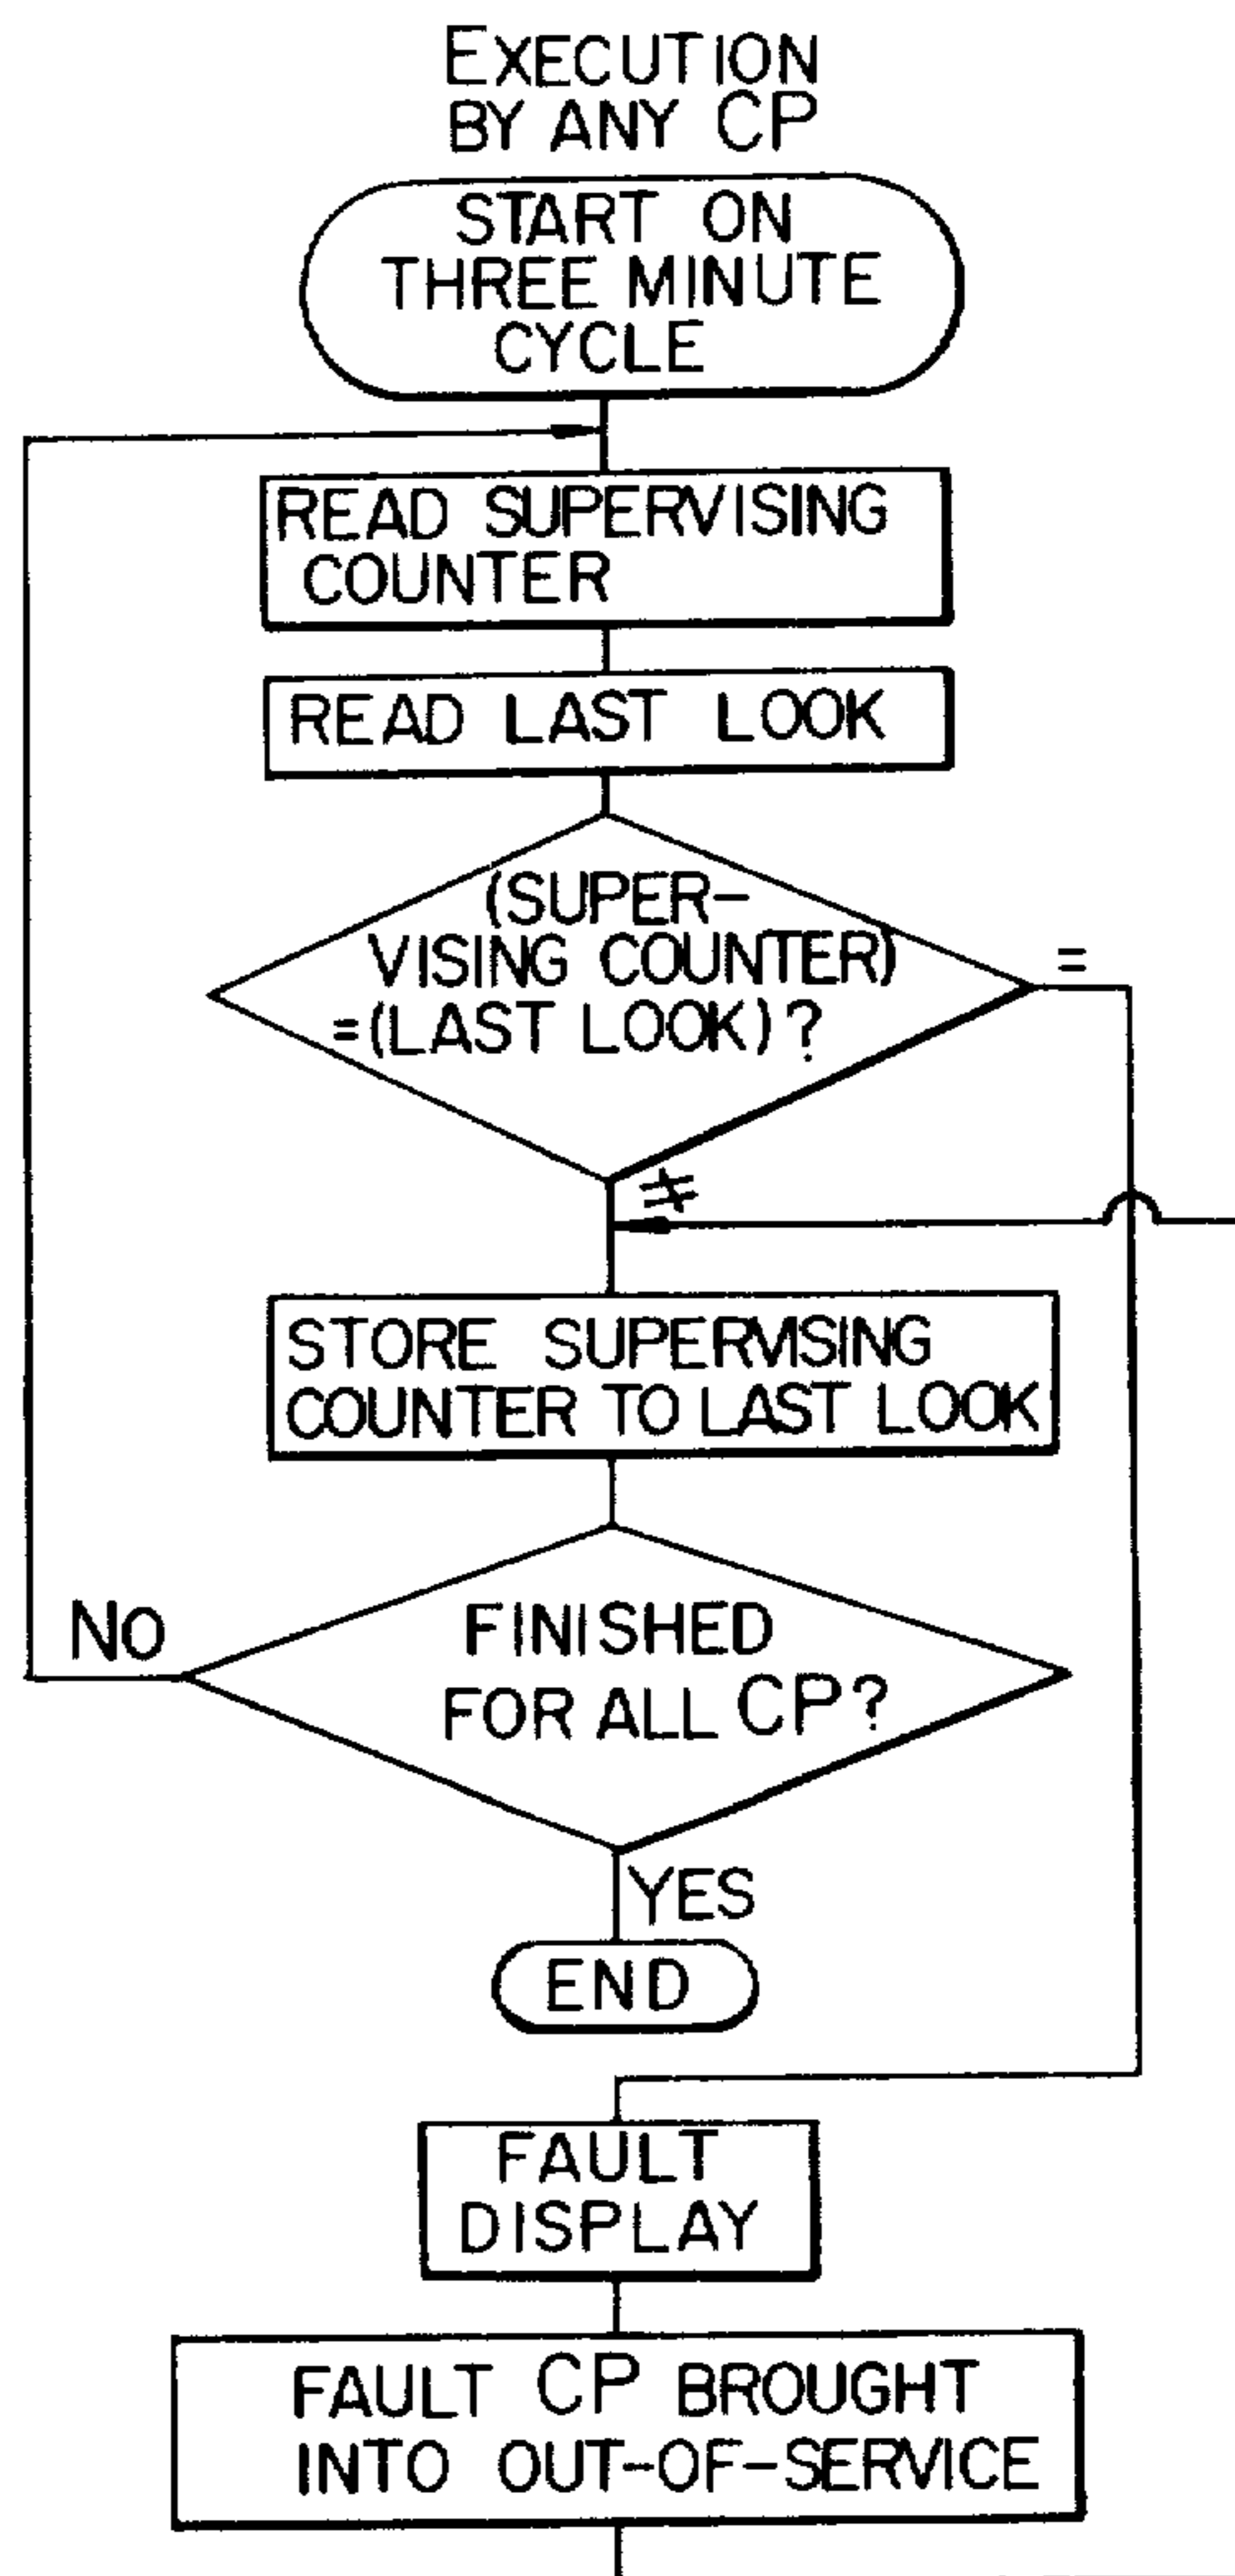 EXECUTION
BY ANY CP
START ON
THREE MINUTE
CYCLE
READ SUPERVISING
COUNTER
READ LAST LOOK
(SUPER-
VISING COUNTER)
=(LAST LOOK)?
=
≠
STORE SUPERVISING
COUNTER TO LAST LOOK
NO
FINISHED
FOR ALL CP?
YES
END
FAULT
DISPLAY
FAULT CP BROUGHT
INTO OUT-OF-SERVICE